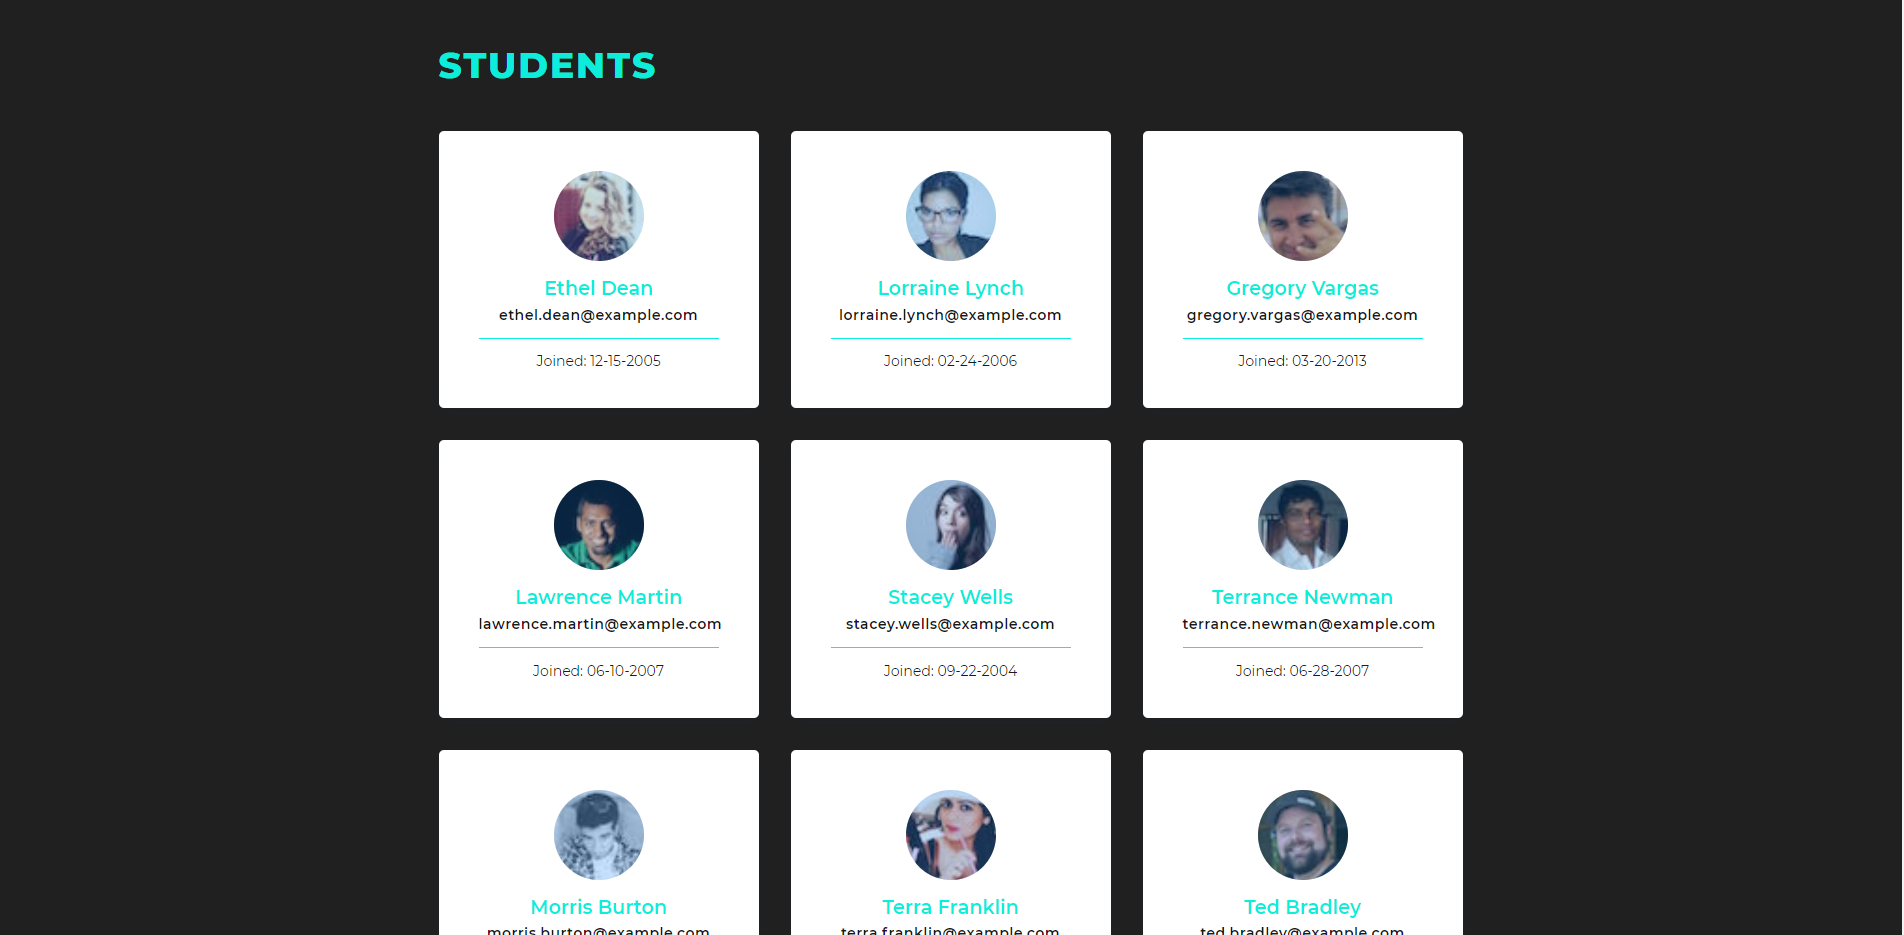 STUDENTS
Ethel Dean
ethel.dean@example.com
Joined: 12-15-2005
Lorraine Lynch
lorraine.lynch@example.com
Joined: 02-24-2006
Gregory Vargas
gregory.vargas@example.com
Joined: 03-20-2013
Lawrence Martin
lawrence.martin@example.com
Joined: 06-10-2007
Stacey Wells
stacey.wells@example.com
Joined: 09-22-2004
Terrance Newman
terrance.newman@example.com
Joined: 06-28-2007
Morris Burton
morris.burton@example.com
Terra Franklin
terra.franklin@example.com
Ted Bradley
ted.bradley@example.com